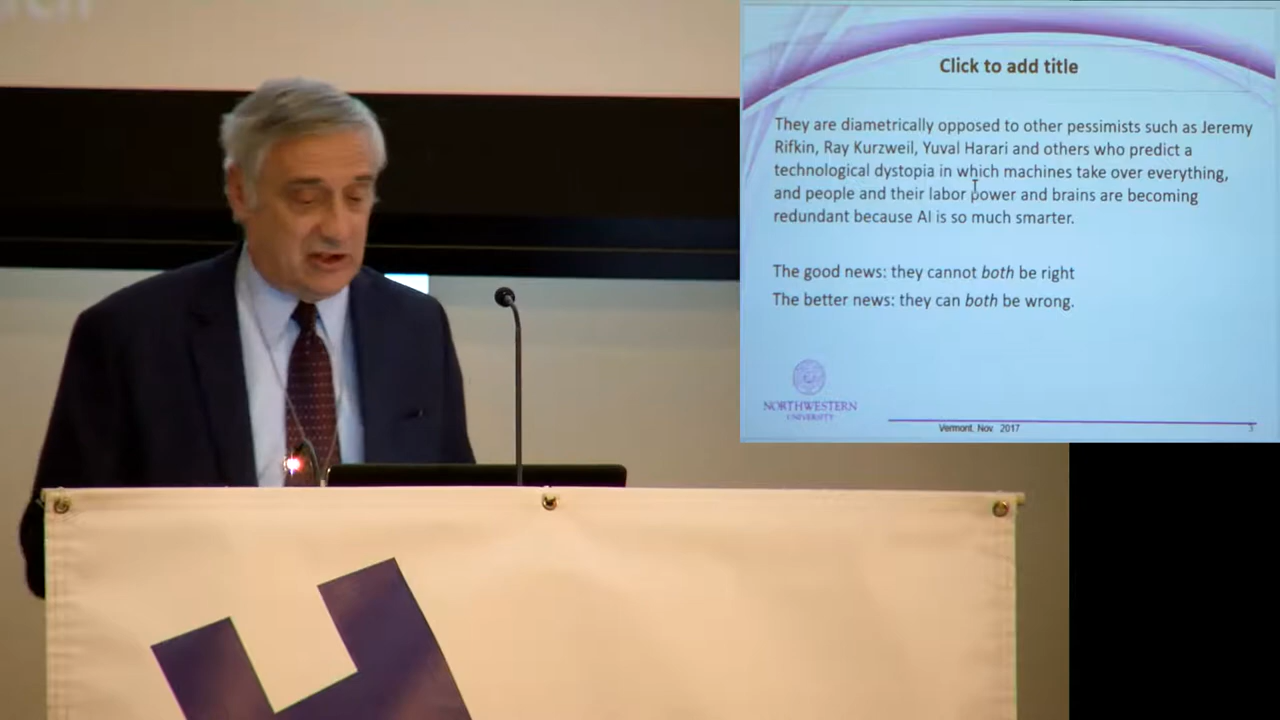 Click to add title
They are diametrically opposed to other pessimists such as Jeremy
Rifkin, Ray Kurzweil, Yuval Harari and others who predict a
technological dystopia in which machines take over everything,
and people and their labor power and brains are becoming
redundant because AI is so much smarter.
The good news: they cannot both be right
The better news: they can both be wrong.
NORTHWESTERN
UNIVERSITY
Vermont, Nov. 2017
3